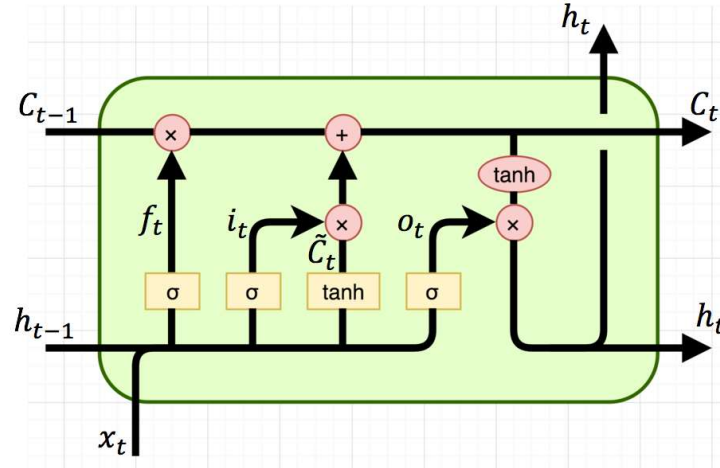 h_t
C_{t-1} C_t
× +
tanh
f_t i_t × o_t ×
C̃_t
σ σ tanh σ
h_{t-1} h_t
x_t